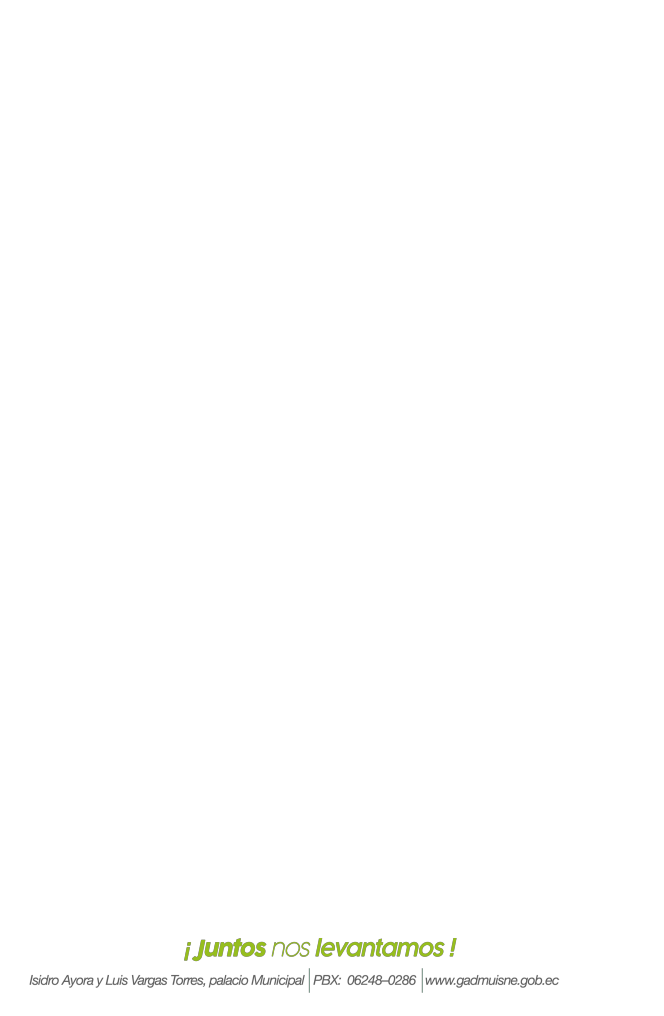 ¡ Juntos nos levantamos !
Isidro Ayora y Luis Vargas Torres, palacio Municipal | PBX: 06248–0286 | www.gadmuisne.gob.ec